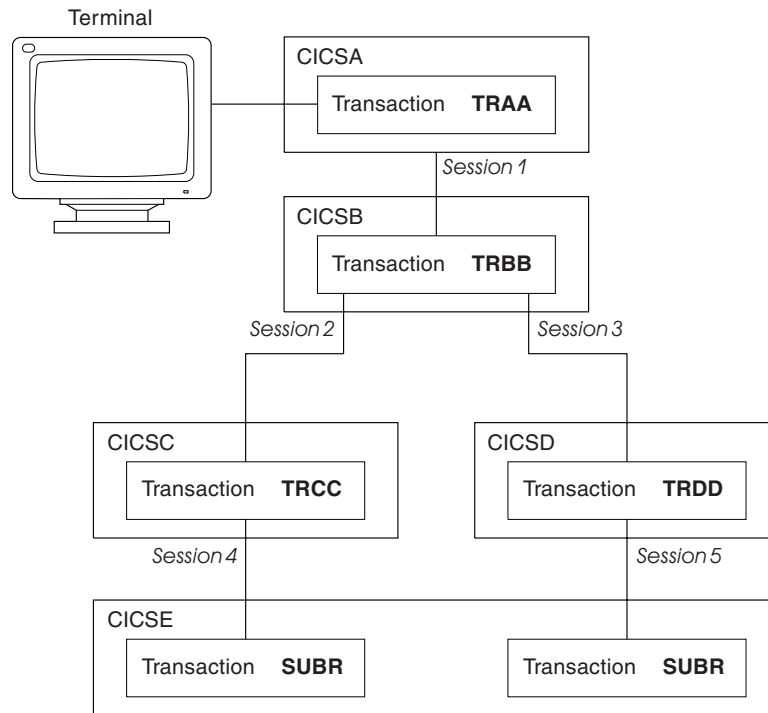 Terminal
CICSA
Transaction TRAA
Session 1
CICSB
Transaction TRBB
Session 2
Session 3
CICSC
CICSD
Transaction TRCC
Transaction TRDD
Session 4
Session 5
CICSE
Transaction SUBR
Transaction SUBR